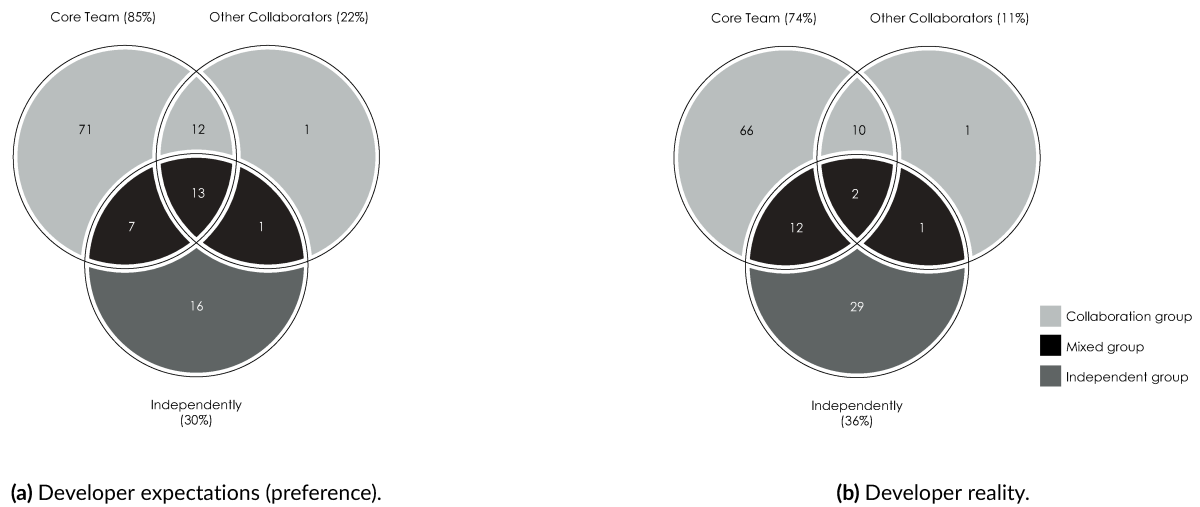 Core Team (85%)
Other Collaborators (22%)
71
12
1
13
7
1
16
Independently
(30%)
(a) Developer expectations (preference).
Core Team (74%)
Other Collaborators (11%)
66
10
1
2
12
1
29
Independently
(36%)
Collaboration group
Mixed group
Independent group
(b) Developer reality.